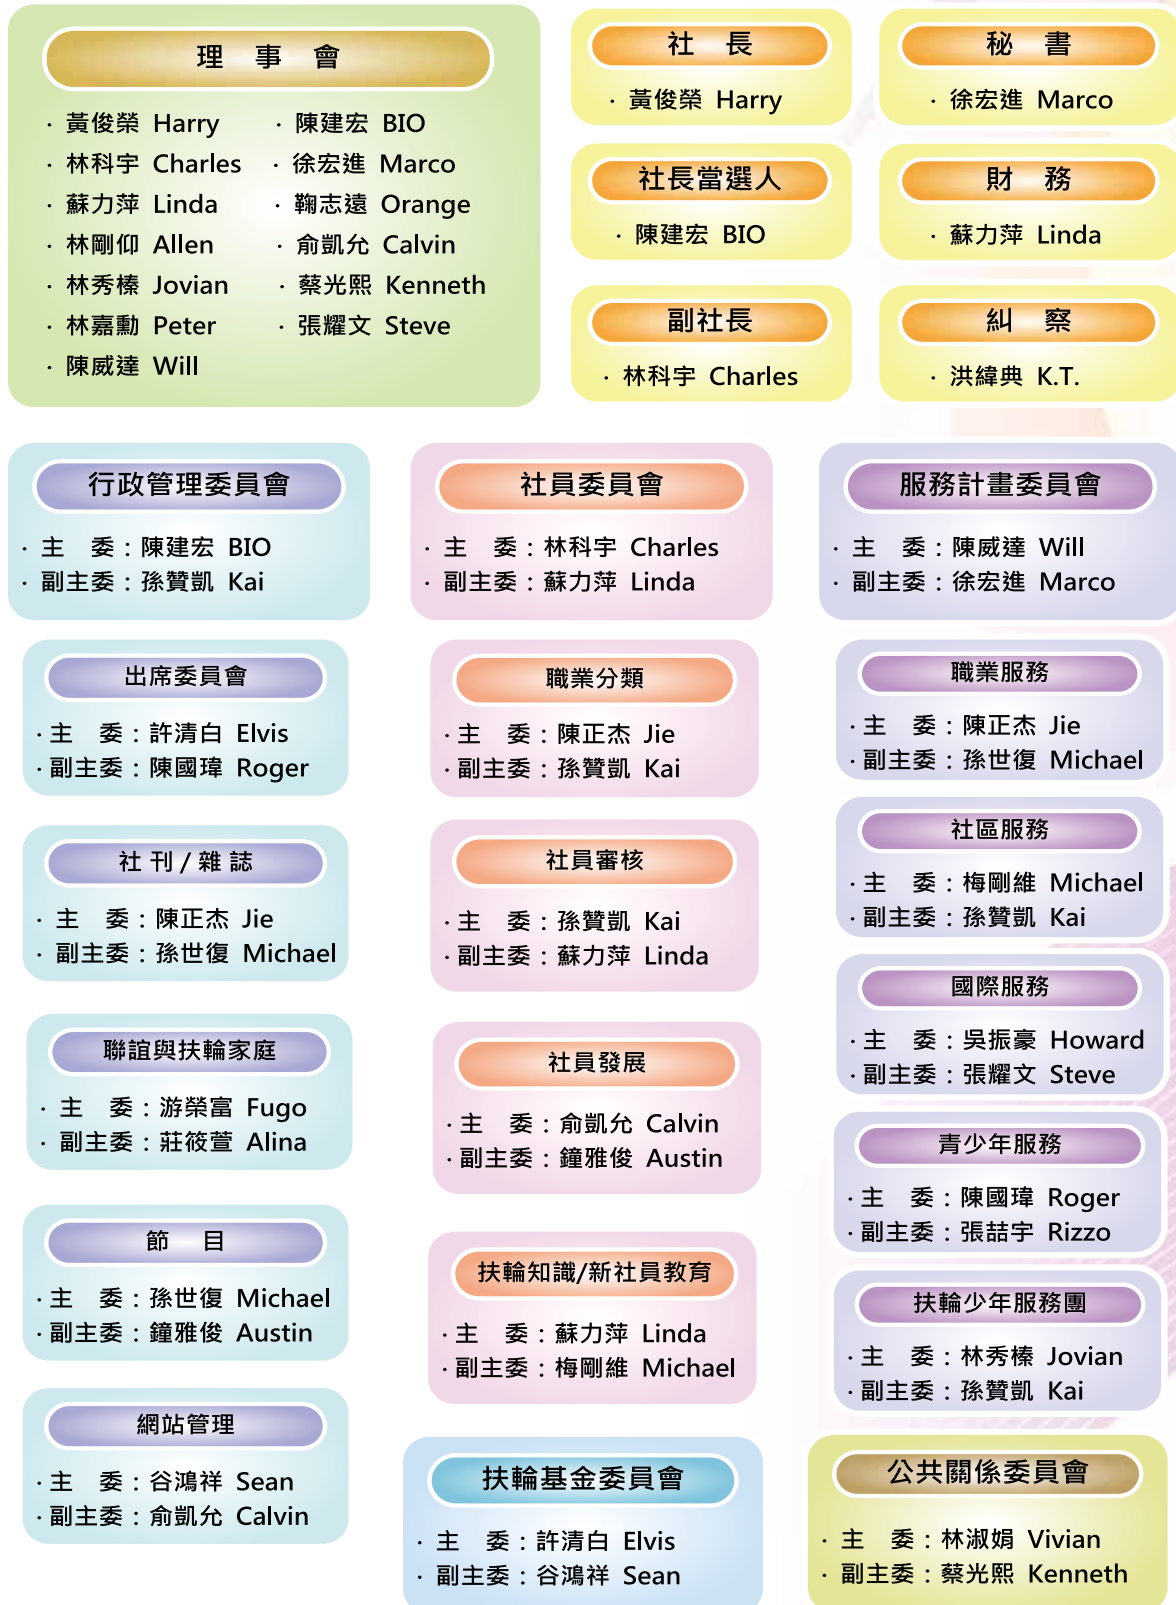 理 事 會
· 黃俊榮 Harry
· 林科宇 Charles
· 蘇力萍 Linda
· 林剛仰 Allen
· 林秀榛 Jovian
· 林嘉勳 Peter
· 陳威達 Will
· 陳建宏 BIO
· 徐宏進 Marco
· 鞠志遠 Orange
· 俞凱允 Calvin
· 蔡光熙 Kenneth
· 張耀文 Steve
社 長
· 黃俊榮 Harry
秘 書
· 徐宏進 Marco
社長當選人
· 陳建宏 BIO
財 務
· 蘇力萍 Linda
副社長
· 林科宇 Charles
糾 察
· 洪緯典 K.T.
行政管理委員會
· 主 委：陳建宏 BIO
· 副主委：孫贊凱 Kai
出席委員會
· 主 委：許清白 Elvis
· 副主委：陳國瑋 Roger
社 刊 / 雜 誌
· 主 委：陳正杰 Jie
· 副主委：孫世復 Michael
聯誼與扶輪家庭
· 主 委：游榮富 Fugo
· 副主委：莊筱萱 Alina
節 目
· 主 委：孫世復 Michael
· 副主委：鐘雅俊 Austin
網站管理
· 主 委：谷鴻祥 Sean
· 副主委：俞凱允 Calvin
社員委員會
· 主 委：林科宇 Charles
· 副主委：蘇力萍 Linda
職業分類
· 主 委：陳正杰 Jie
· 副主委：孫贊凱 Kai
社員審核
· 主 委：孫贊凱 Kai
· 副主委：蘇力萍 Linda
社員發展
· 主 委：俞凱允 Calvin
· 副主委：鐘雅俊 Austin
扶輪知識/新社員教育
· 主 委：蘇力萍 Linda
· 副主委：梅剛維 Michael
扶輪基金委員會
· 主 委：許清白 Elvis
· 副主委：谷鴻祥 Sean
服務計畫委員會
· 主 委：陳威達 Will
· 副主委：徐宏進 Marco
職業服務
· 主 委：陳正杰 Jie
· 副主委：孫世復 Michael
社區服務
· 主 委：梅剛維 Michael
· 副主委：孫贊凱 Kai
國際服務
· 主 委：吳振豪 Howard
· 副主委：張耀文 Steve
青少年服務
· 主 委：陳國瑋 Roger
· 副主委：張喆宇 Rizzo
扶輪少年服務團
· 主 委：林秀榛 Jovian
· 副主委：孫贊凱 Kai
公共關係委員會
· 主 委：林淑娟 Vivian
· 副主委：蔡光熙 Kenneth